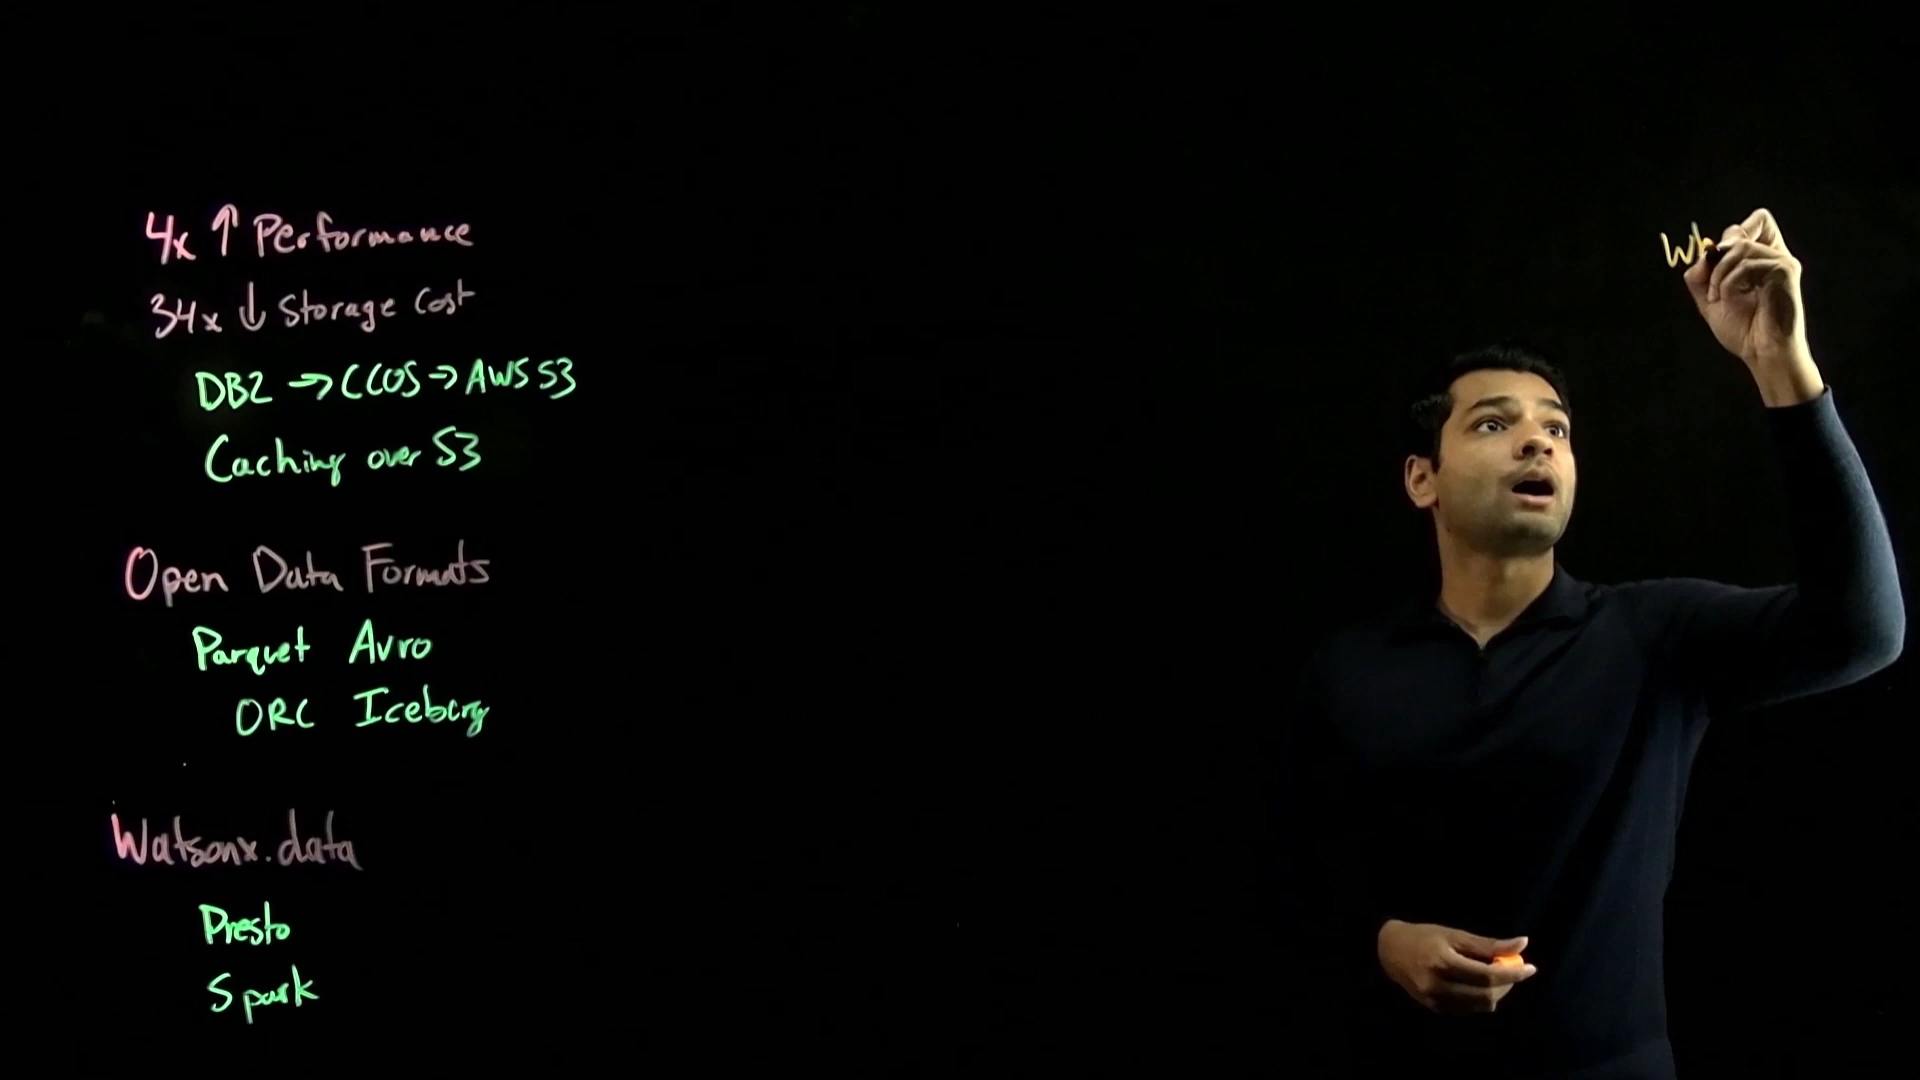 4x ↑ Performance
34x ↓ Storage Cost
DB2 → CCOS → AWS S3
Caching over S3
Open Data Formats
Parquet Avro
ORC Iceberg
Watsonx.data
Presto
Spark
Wh